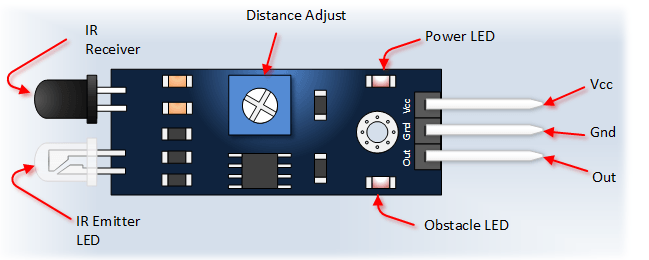 Distance Adjust
IR
Receiver
Power LED
Vcc
Vcc
Gnd
Gnd
Out
Out
IR Emitter
LED
Obstacle LED